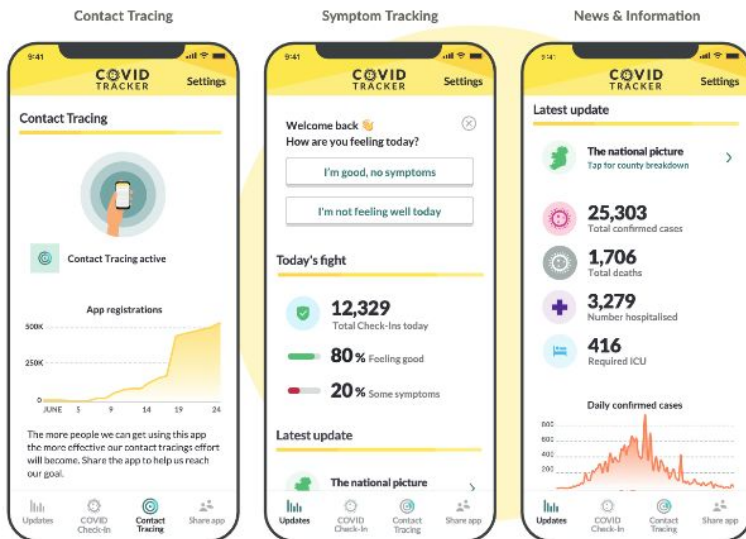 Contact Tracing
Symptom Tracking
News & Information
9:41
COVID
TRACKER
Settings
Contact Tracing
Contact Tracing active
App registrations
500K
250K
0
JUNE 5 9 14 19 24
The more people we can get using this app
the more effective our contact tracings effort
will become. Share the app to help us reach
our goal.
Updates
COVID
Check-In
Contact
Tracing
Share app
9:41
COVID
TRACKER
Settings
Welcome back 👋
How are you feeling today?
I'm good, no symptoms
I'm not feeling well today
Today's fight
12,329
Total Check-Ins today
80% Feeling good
20% Some symptoms
Latest update
The national picture
Updates
COVID
Check-In
Contact
Tracing
Share app
9:41
COVID
TRACKER
Settings
Latest update
The national picture
Tap for county breakdown
25,303
Total confirmed cases
1,706
Total deaths
3,279
Number hospitalised
416
Required ICU
Daily confirmed cases
800
600
400
200
Updates
COVID
Check-In
Contact
Tracing
Share app